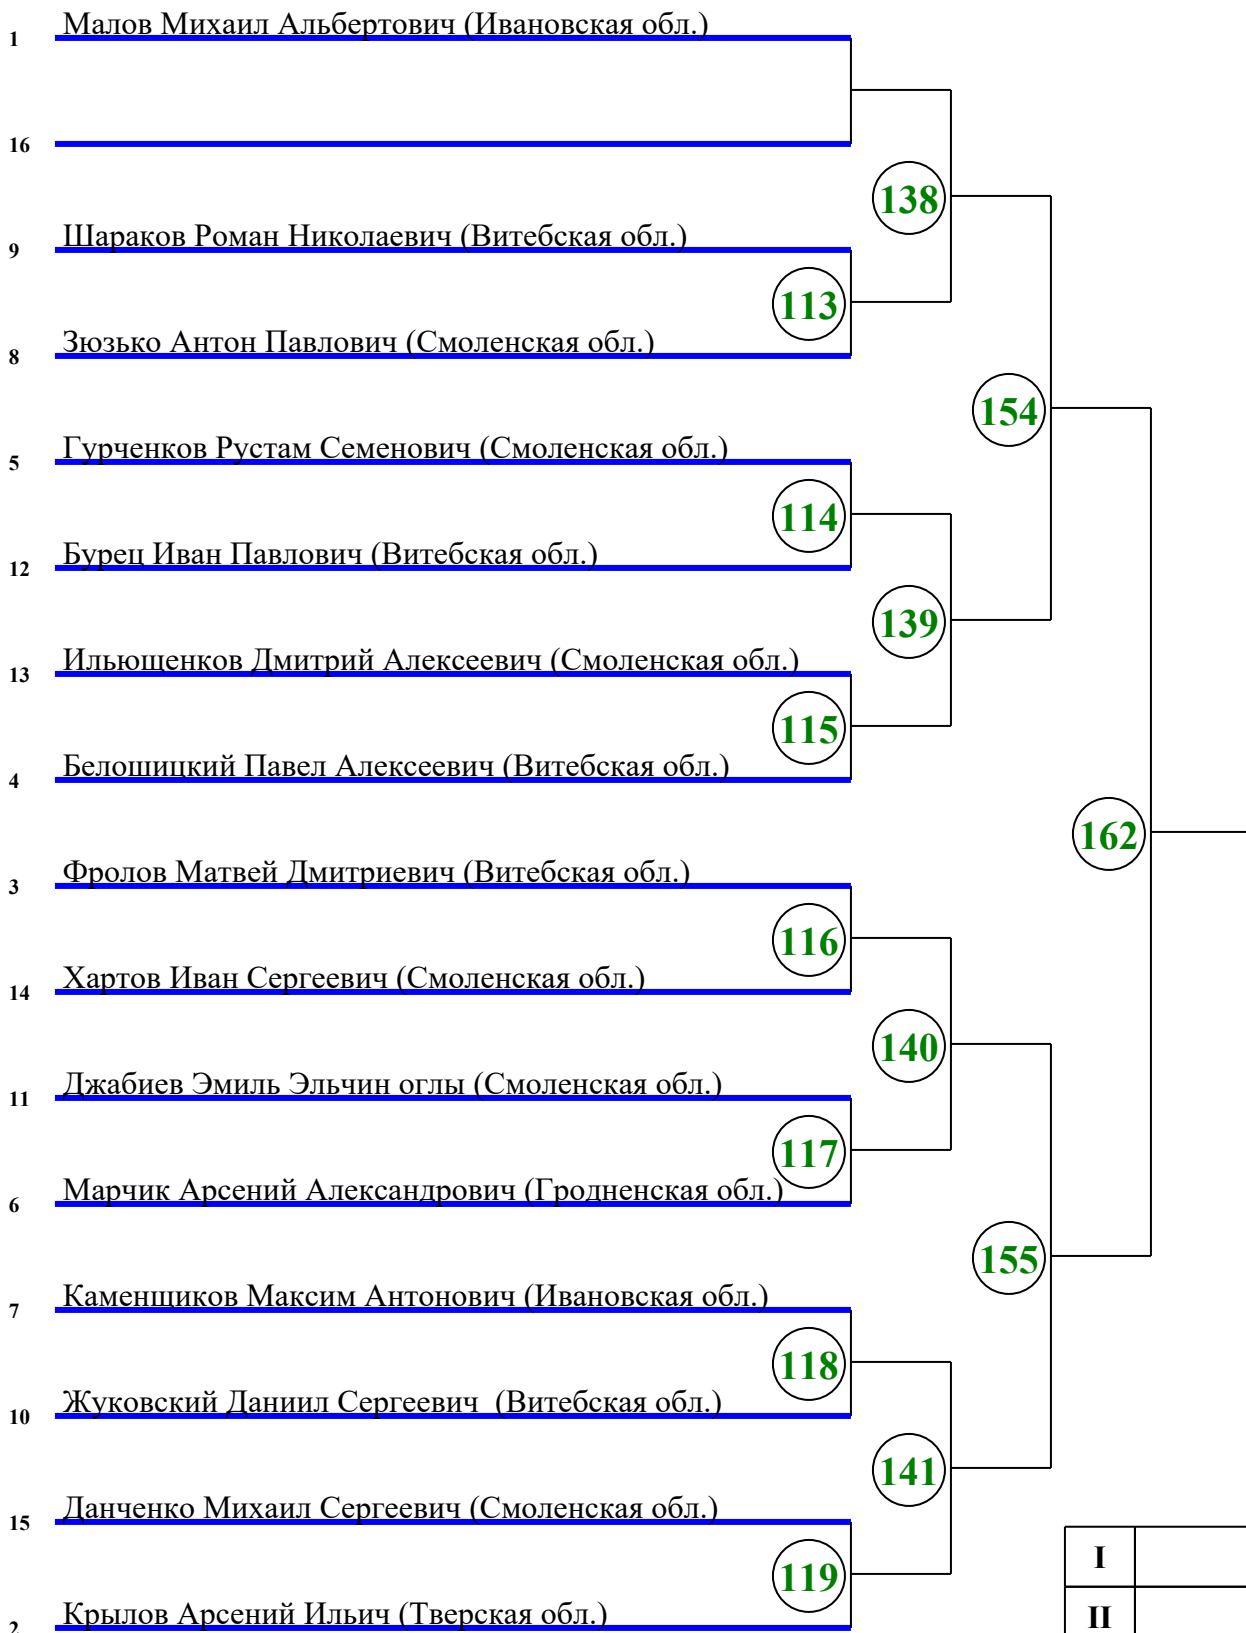 1 Малов Михаил Альбертович (Ивановская обл.)
16
138
9 Шараков Роман Николаевич (Витебская обл.)
113
8 Зюзько Антон Павлович (Смоленская обл.)
154
5 Гурченков Рустам Семенович (Смоленская обл.)
114
12 Бурец Иван Павлович (Витебская обл.)
139
13 Ильющенков Дмитрий Алексеевич (Смоленская обл.)
115
4 Белошицкий Павел Алексеевич (Витебская обл.)
162
3 Фролов Матвей Дмитриевич (Витебская обл.)
116
14 Хартов Иван Сергеевич (Смоленская обл.)
140
11 Джабиев Эмиль Эльчин оглы (Смоленская обл.)
117
6 Марчик Арсений Александрович (Гродненская обл.)
155
7 Каменщиков Максим Антонович (Ивановская обл.)
118
10 Жуковский Даниил Сергеевич  (Витебская обл.)
141
15 Данченко Михаил Сергеевич (Смоленская обл.)
I
119
2 Крылов Арсений Ильич (Тверская обл.)
II